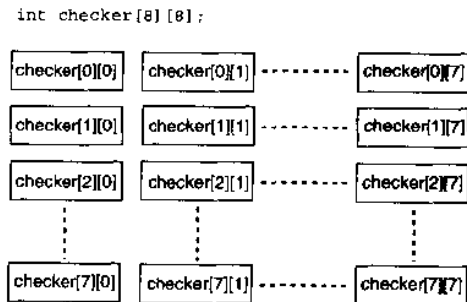 int checker[8][8];
checker[0][0] checker[0][1] checker[0][7]
checker[1][0] checker[1][1] checker[1][7]
checker[2][0] checker[2][1] checker[2][7]
checker[7][0] checker[7][1] checker[7][7]